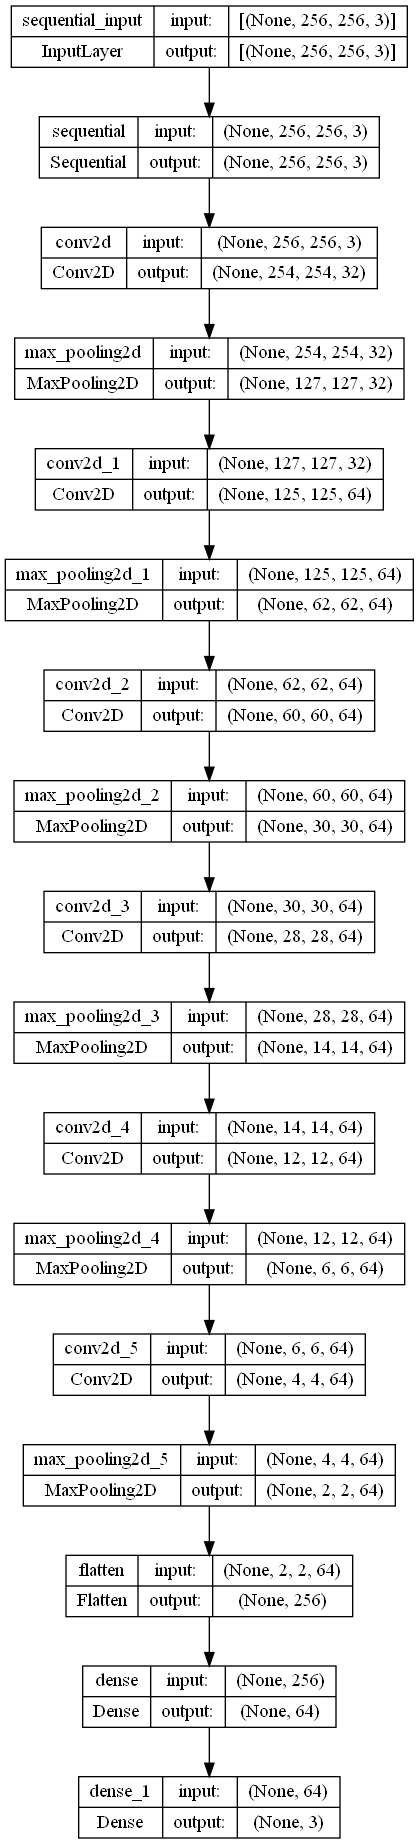 sequential_input input: [(None, 256, 256, 3)]
InputLayer output: [(None, 256, 256, 3)]
sequential input: (None, 256, 256, 3)
Sequential output: (None, 256, 256, 3)
conv2d input: (None, 256, 256, 3)
Conv2D output: (None, 254, 254, 32)
max_pooling2d input: (None, 254, 254, 32)
MaxPooling2D output: (None, 127, 127, 32)
conv2d_1 input: (None, 127, 127, 32)
Conv2D output: (None, 125, 125, 64)
max_pooling2d_1 input: (None, 125, 125, 64)
MaxPooling2D output: (None, 62, 62, 64)
conv2d_2 input: (None, 62, 62, 64)
Conv2D output: (None, 60, 60, 64)
max_pooling2d_2 input: (None, 60, 60, 64)
MaxPooling2D output: (None, 30, 30, 64)
conv2d_3 input: (None, 30, 30, 64)
Conv2D output: (None, 28, 28, 64)
max_pooling2d_3 input: (None, 28, 28, 64)
MaxPooling2D output: (None, 14, 14, 64)
conv2d_4 input: (None, 14, 14, 64)
Conv2D output: (None, 12, 12, 64)
max_pooling2d_4 input: (None, 12, 12, 64)
MaxPooling2D output: (None, 6, 6, 64)
conv2d_5 input: (None, 6, 6, 64)
Conv2D output: (None, 4, 4, 64)
max_pooling2d_5 input: (None, 4, 4, 64)
MaxPooling2D output: (None, 2, 2, 64)
flatten input: (None, 2, 2, 64)
Flatten output: (None, 256)
dense input: (None, 256)
Dense output: (None, 64)
dense_1 input: (None, 64)
Dense output: (None, 3)